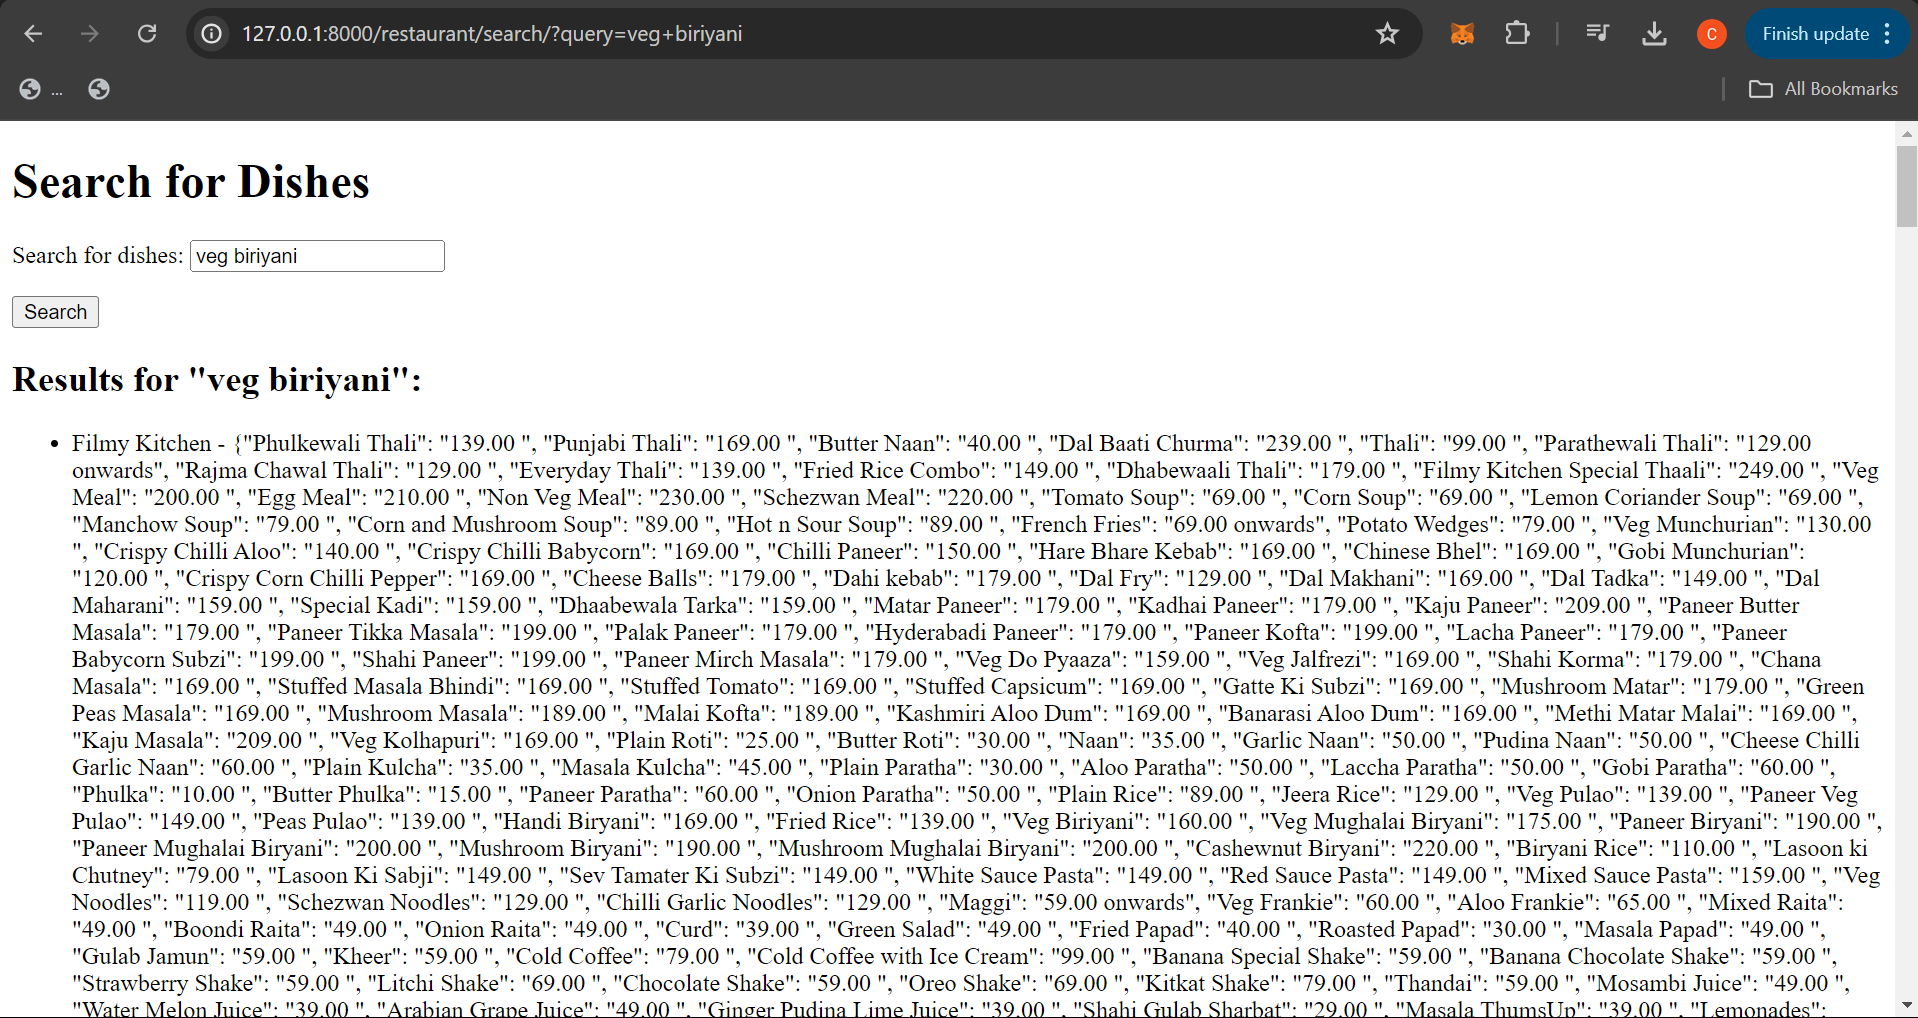 127.0.0.1:8000/restaurant/search/?query=veg+biriyani
C
Finish update
...
All Bookmarks
Search for Dishes
Search for dishes: veg biriyani
Search
Results for "veg biriyani":
Filmy Kitchen - {"Phulkewali Thali": "139.00 ", "Punjabi Thali": "169.00 ", "Butter Naan": "40.00 ", "Dal Baati Churma": "239.00 ", "Thali": "99.00 ", "Parathewali Thali": "129.00
onwards", "Rajma Chawal Thali": "129.00 ", "Everyday Thali": "139.00 ", "Fried Rice Combo": "149.00 ", "Dhabewaali Thali": "179.00 ", "Filmy Kitchen Special Thaali": "249.00 ", "Veg
Meal": "200.00 ", "Egg Meal": "210.00 ", "Non Veg Meal": "230.00 ", "Schezwan Meal": "220.00 ", "Tomato Soup": "69.00 ", "Corn Soup": "69.00 ", "Lemon Coriander Soup": "69.00 ",
"Manchow Soup": "79.00 ", "Corn and Mushroom Soup": "89.00 ", "Hot n Sour Soup": "89.00 ", "French Fries": "69.00 onwards", "Potato Wedges": "79.00 ", "Veg Munchurian": "130.00
", "Crispy Chilli Aloo": "140.00 ", "Crispy Chilli Babycorn": "169.00 ", "Chilli Paneer": "150.00 ", "Hare Bhare Kebab": "169.00 ", "Chinese Bhel": "169.00 ", "Gobi Munchurian":
"120.00 ", "Crispy Corn Chilli Pepper": "169.00 ", "Cheese Balls": "179.00 ", "Dahi kebab": "179.00 ", "Dal Fry": "129.00 ", "Dal Makhani": "169.00 ", "Dal Tadka": "149.00 ", "Dal
Maharani": "159.00 ", "Special Kadi": "159.00 ", "Dhaabewala Tarka": "159.00 ", "Matar Paneer": "179.00 ", "Kadhai Paneer": "179.00 ", "Kaju Paneer": "209.00 ", "Paneer Butter
Masala": "179.00 ", "Paneer Tikka Masala": "199.00 ", "Palak Paneer": "179.00 ", "Hyderabadi Paneer": "179.00 ", "Paneer Kofta": "199.00 ", "Lacha Paneer": "179.00 ", "Paneer
Babycorn Subzi": "199.00 ", "Shahi Paneer": "199.00 ", "Paneer Mirch Masala": "179.00 ", "Veg Do Pyaaza": "159.00 ", "Veg Jalfrezi": "169.00 ", "Shahi Korma": "179.00 ", "Chana
Masala": "169.00 ", "Stuffed Masala Bhindi": "169.00 ", "Stuffed Tomato": "169.00 ", "Stuffed Capsicum": "169.00 ", "Gatte Ki Subzi": "169.00 ", "Mushroom Matar": "179.00 ", "Green
Peas Masala": "169.00 ", "Mushroom Masala": "189.00 ", "Malai Kofta": "189.00 ", "Kashmiri Aloo Dum": "169.00 ", "Banarasi Aloo Dum": "169.00 ", "Methi Matar Malai": "169.00 ",
"Kaju Masala": "209.00 ", "Veg Kolhapuri": "169.00 ", "Plain Roti": "25.00 ", "Butter Roti": "30.00 ", "Naan": "35.00 ", "Garlic Naan": "50.00 ", "Pudina Naan": "50.00 ", "Cheese Chilli
Garlic Naan": "60.00 ", "Plain Kulcha": "35.00 ", "Masala Kulcha": "45.00 ", "Plain Paratha": "30.00 ", "Aloo Paratha": "50.00 ", "Laccha Paratha": "50.00 ", "Gobi Paratha": "60.00 ",
"Phulka": "10.00 ", "Butter Phulka": "15.00 ", "Paneer Paratha": "60.00 ", "Onion Paratha": "50.00 ", "Plain Rice": "89.00 ", "Jeera Rice": "129.00 ", "Veg Pulao": "139.00 ", "Paneer Veg
Pulao": "149.00 ", "Peas Pulao": "139.00 ", "Handi Biryani": "169.00 ", "Fried Rice": "139.00 ", "Veg Biriyani": "160.00 ", "Veg Mughalai Biryani": "175.00 ", "Paneer Biryani": "190.00 ",
"Paneer Mughalai Biryani": "200.00 ", "Mushroom Biryani": "190.00 ", "Mushroom Mughalai Biryani": "200.00 ", "Cashewnut Biryani": "220.00 ", "Biryani Rice": "110.00 ", "Lasoon ki
Chutney": "79.00 ", "Lasoon Ki Sabji": "149.00 ", "Sev Tamater Ki Subzi": "149.00 ", "White Sauce Pasta": "149.00 ", "Red Sauce Pasta": "149.00 ", "Mixed Sauce Pasta": "159.00 ", "Veg
Noodles": "119.00 ", "Schezwan Noodles": "129.00 ", "Chilli Garlic Noodles": "129.00 ", "Maggi": "59.00 onwards", "Veg Frankie": "60.00 ", "Aloo Frankie": "65.00 ", "Mixed Raita":
"49.00 ", "Boondi Raita": "49.00 ", "Onion Raita": "49.00 ", "Curd": "39.00 ", "Green Salad": "49.00 ", "Fried Papad": "40.00 ", "Roasted Papad": "30.00 ", "Masala Papad": "49.00 ",
"Gulab Jamun": "59.00 ", "Kheer": "59.00 ", "Cold Coffee": "79.00 ", "Cold Coffee with Ice Cream": "99.00 ", "Banana Special Shake": "59.00 ", "Banana Chocolate Shake": "59.00 ",
"Strawberry Shake": "59.00 ", "Litchi Shake": "69.00 ", "Chocolate Shake": "59.00 ", "Oreo Shake": "69.00 ", "Kitkat Shake": "79.00 ", "Thandai": "59.00 ", "Mosambi Juice": "49.00 ",
"Water Melon Juice": "39.00 ", "Arabian Grape Juice": "49.00 ", "Ginger Pudina Lime Juice": "39.00 ", "Shahi Gulab Sharbat": "29.00 ", "Masala ThumsUp": "39.00 ", "Lemonades":